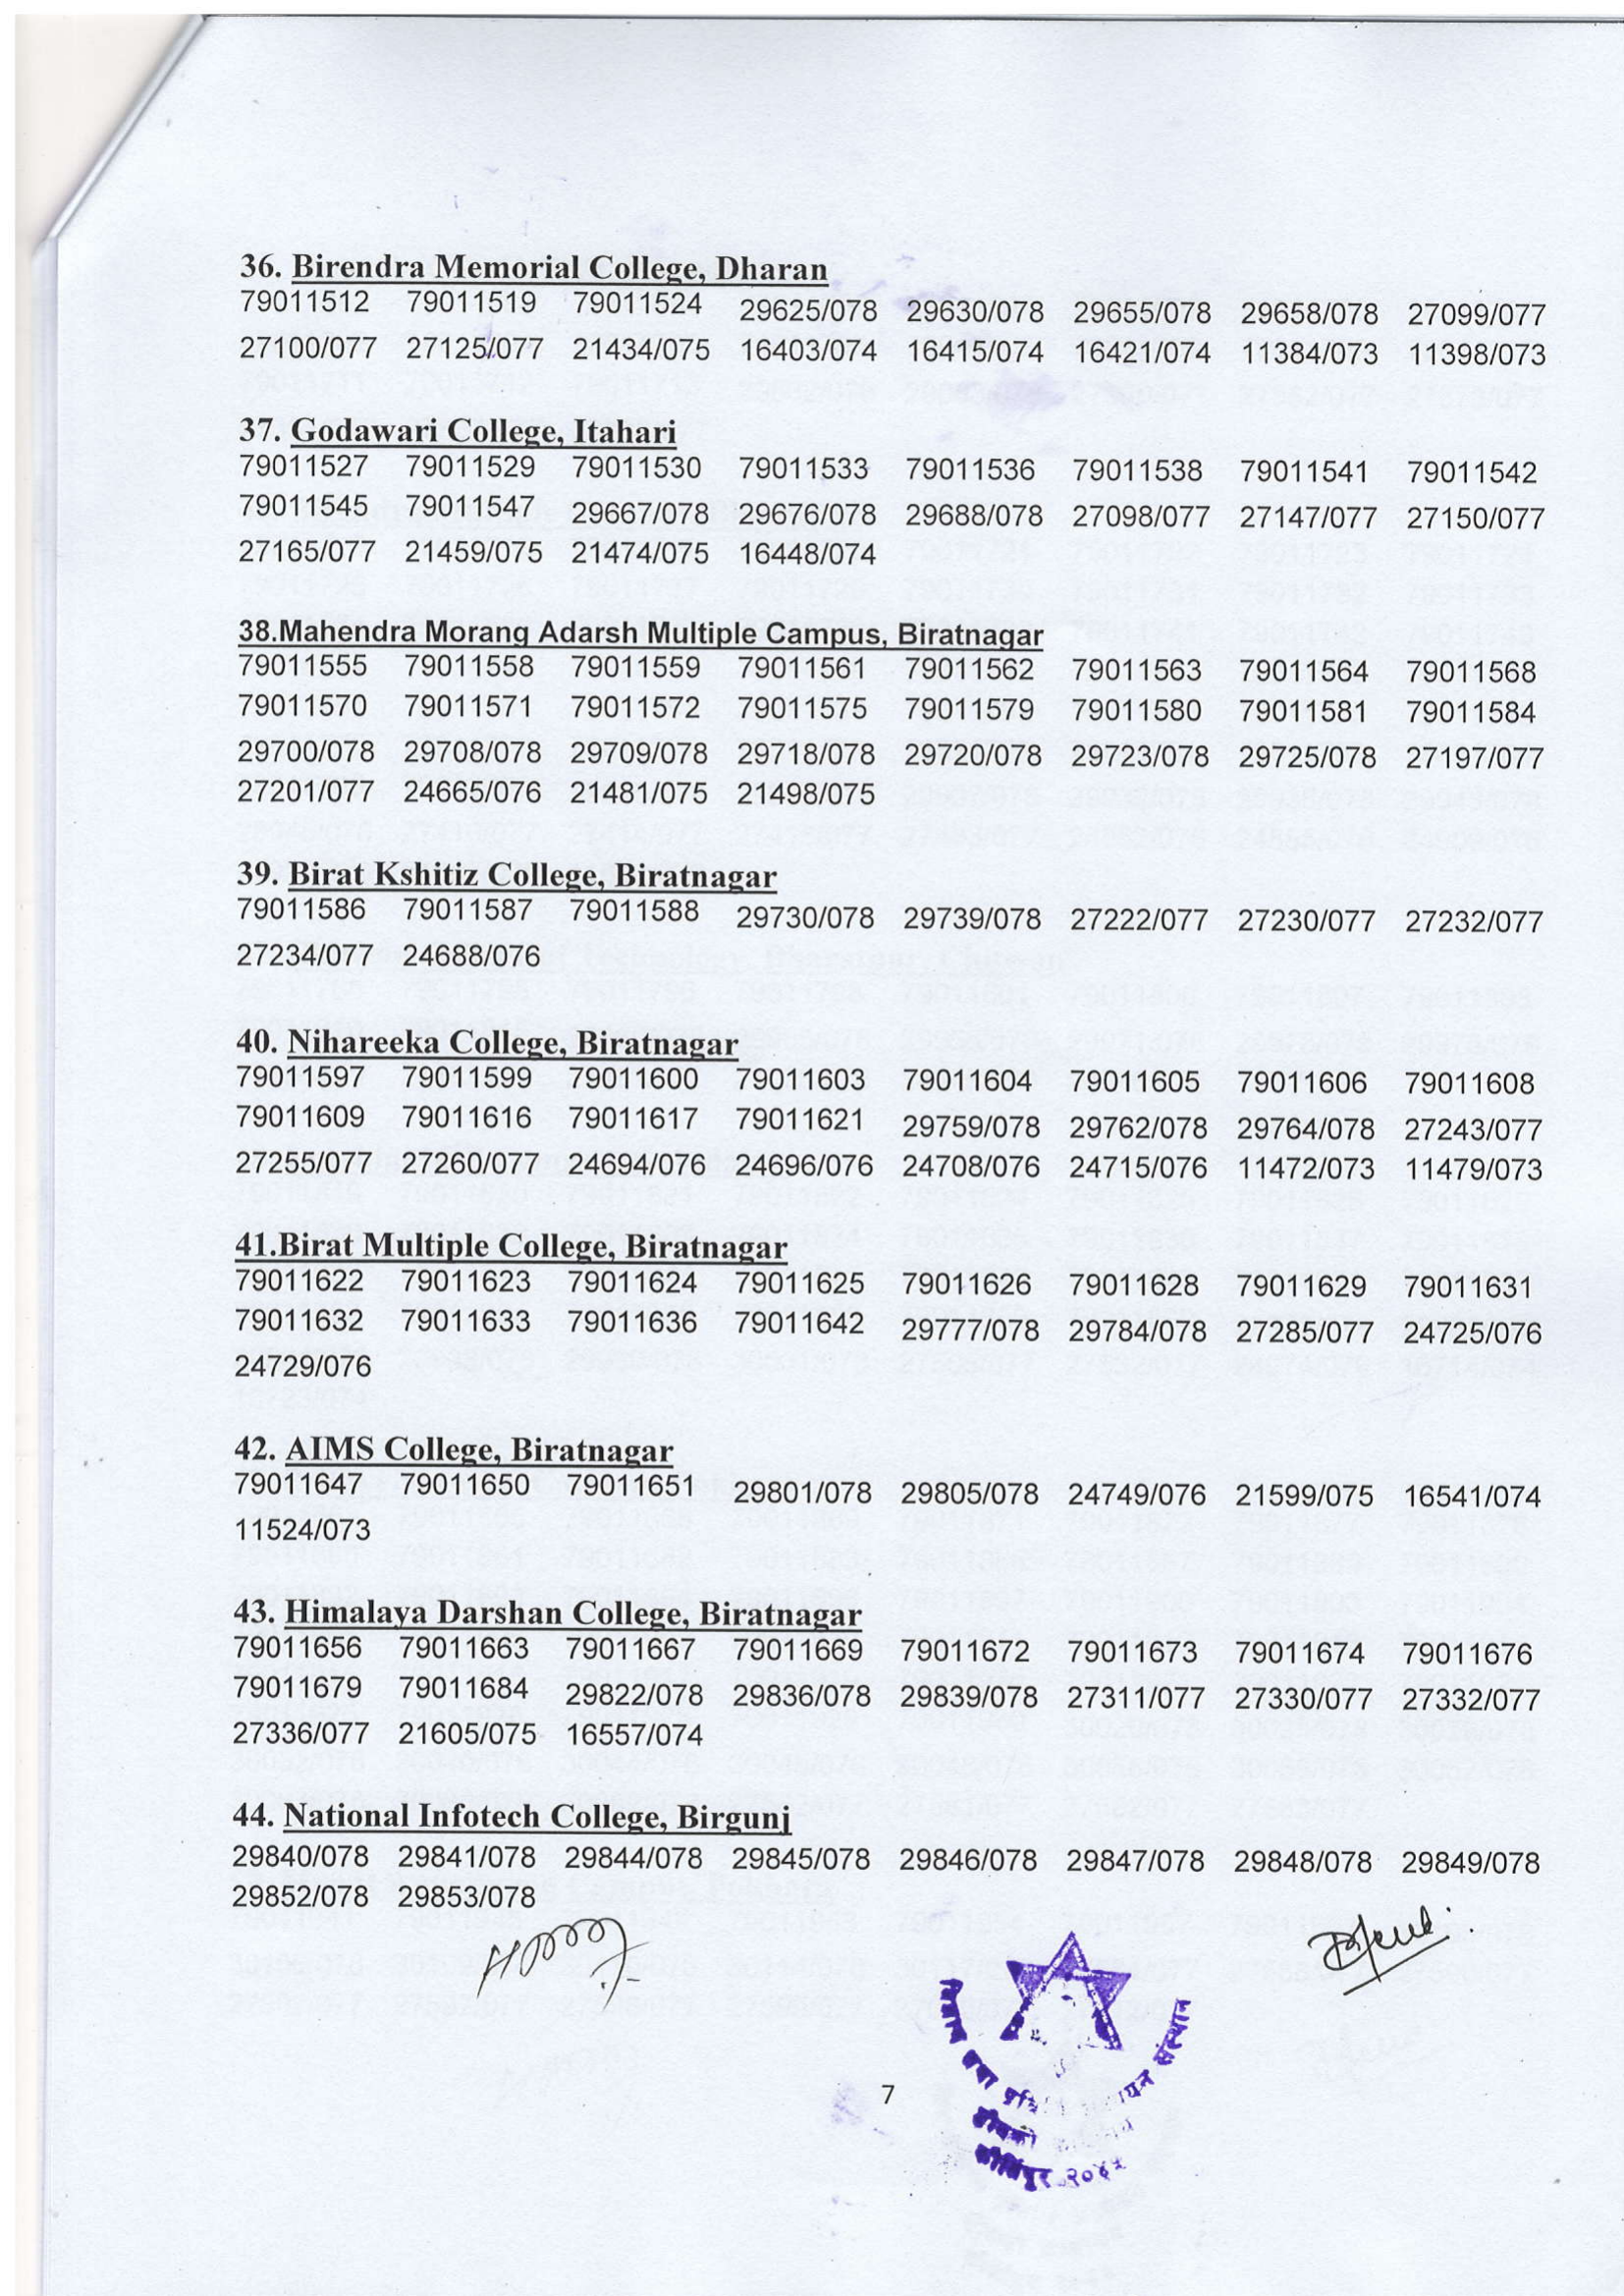 36. Birendra Memorial College, Dharan
79011512 79011519 79011524 29625/078 29630/078 29655/078 29658/078 27099/077
27100/077 27125/077 21434/075 16403/074 16415/074 16421/074 11384/073 11398/073
37. Godawari College, Itahari
79011527 79011529 79011530 79011533 79011536 79011538 79011541 79011542
79011545 79011547 29667/078 29676/078 29688/078 27098/077 27147/077 27150/077
27165/077 21459/075 21474/075 16448/074
38.Mahendra Morang Adarsh Multiple Campus, Biratnagar
79011555 79011558 79011559 79011561 79011562 79011563 79011564 79011568
79011570 79011571 79011572 79011575 79011579 79011580 79011581 79011584
29700/078 29708/078 29709/078 29718/078 29720/078 29723/078 29725/078 27197/077
27201/077 24665/076 21481/075 21498/075
39. Birat Kshitiz College, Biratnagar
79011586 79011587 79011588 29730/078 29739/078 27222/077 27230/077 27232/077
27234/077 24688/076
40. Nihareeka College, Biratnagar
79011597 79011599 79011600 79011603 79011604 79011605 79011606 79011608
79011609 79011616 79011617 79011621 29759/078 29762/078 29764/078 27243/077
27255/077 27260/077 24694/076 24696/076 24708/076 24715/076 11472/073 11479/073
41.Birat Multiple College, Biratnagar
79011622 79011623 79011624 79011625 79011626 79011628 79011629 79011631
79011632 79011633 79011636 79011642 29777/078 29784/078 27285/077 24725/076
24729/076
42. AIMS College, Biratnagar
79011647 79011650 79011651 29801/078 29805/078 24749/076 21599/075 16541/074
11524/073
43. Himalaya Darshan College, Biratnagar
79011656 79011663 79011667 79011669 79011672 79011673 79011674 79011676
79011679 79011684 29822/078 29836/078 29839/078 27311/077 27330/077 27332/077
27336/077 21605/075 16557/074
44. National Infotech College, Birgunj
29840/078 29841/078 29844/078 29845/078 29846/078 29847/078 29848/078 29849/078
29852/078 29853/078
7
संस्थान